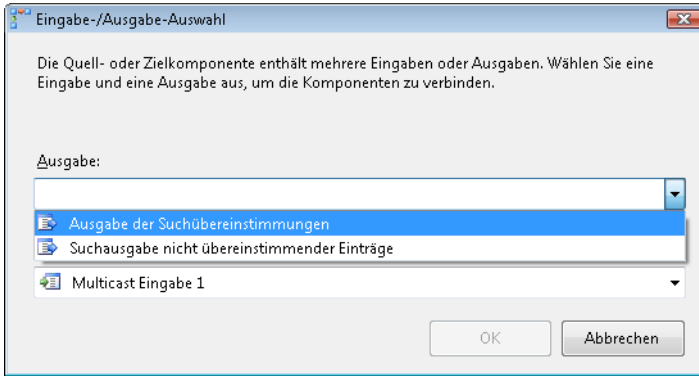 Eingabe-/Ausgabe-Auswahl
Die Quell- oder Zielkomponente enthält mehrere Eingaben oder Ausgaben. Wählen Sie eine
Eingabe und eine Ausgabe aus, um die Komponenten zu verbinden.
Ausgabe:
Ausgabe der Suchübereinstimmungen
Suchausgabe nicht übereinstimmender Einträge
Multicast Eingabe 1
OK
Abbrechen